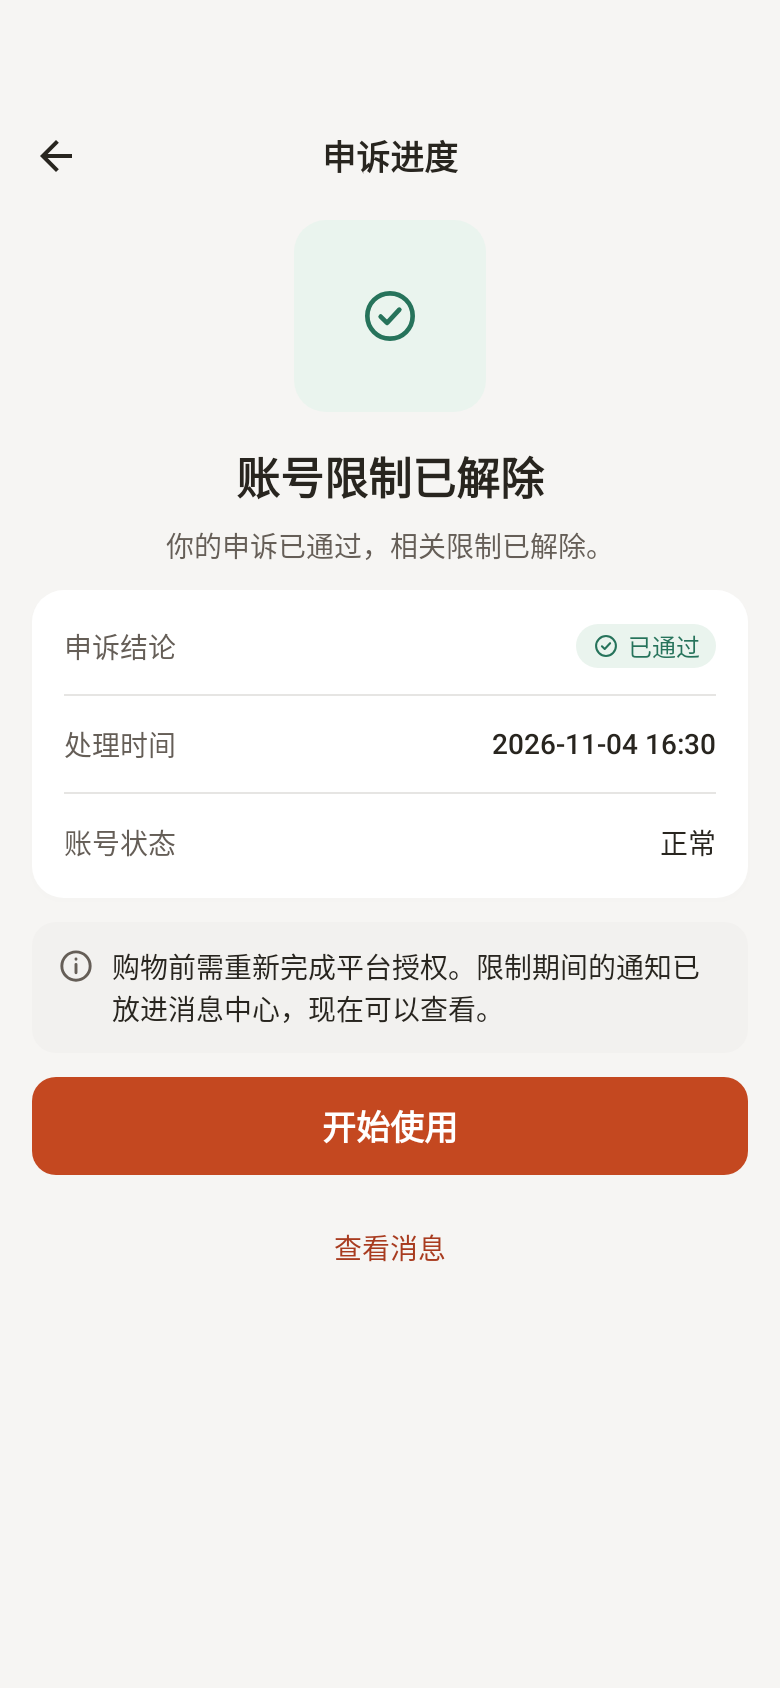 申诉进度
账号限制已解除
你的申诉已通过，相关限制已解除。
申诉结论
已通过
处理时间
2026-11-04 16:30
账号状态
正常
购物前需重新完成平台授权。限制期间的通知已
放进消息中心，现在可以查看。
开始使用
查看消息